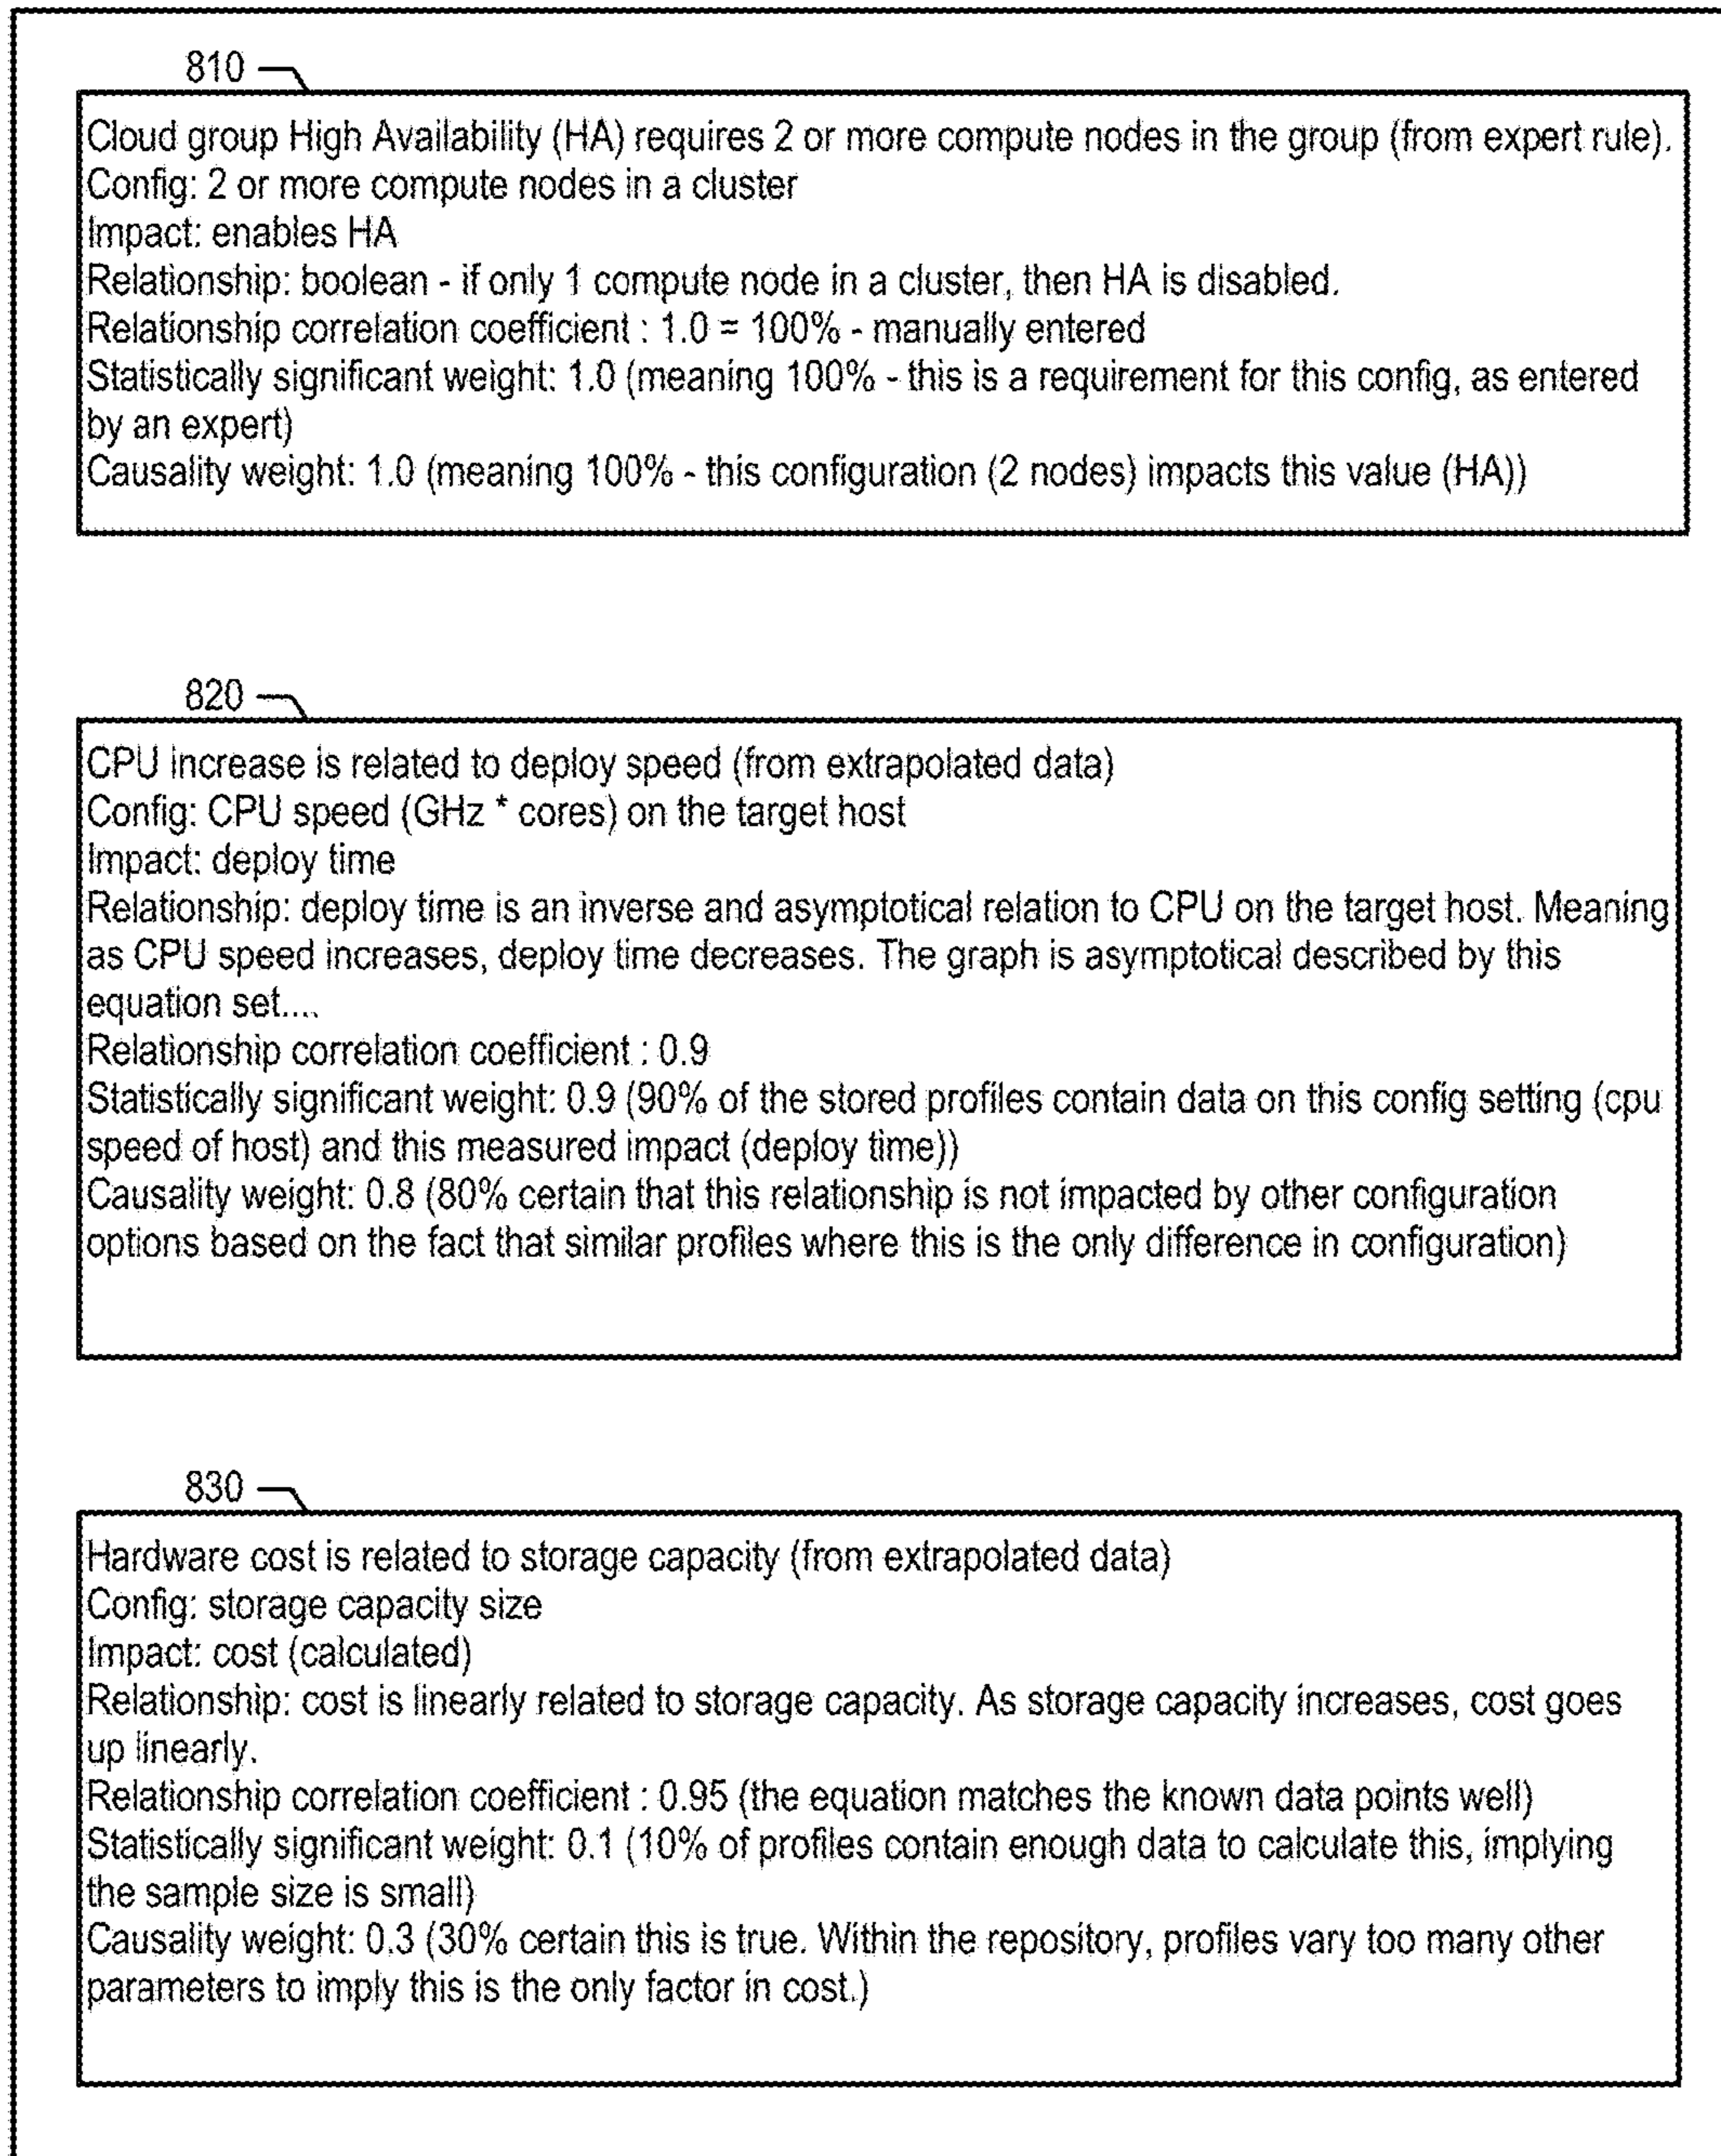 810
Cloud group High Availability (HA) requires 2 or more compute nodes in the group (from expert rule).
Config: 2 or more compute nodes in a cluster
Impact: enables HA
Relationship: boolean - if only 1 compute node in a cluster, then HA is disabled.
Relationship correlation coefficient : 1.0 = 100% - manually entered
Statistically significant weight: 1.0 (meaning 100% - this is a requirement for this config, as entered
by an expert)
Causality weight: 1.0 (meaning 100% - this configuration (2 nodes) impacts this value (HA))
820
CPU increase is related to deploy speed (from extrapolated data)
Config: CPU speed (GHz * cores) on the target host
Impact: deploy time
Relationship: deploy time is an inverse and asymptotical relation to CPU on the target host. Meaning
as CPU speed increases, deploy time decreases. The graph is asymptotical described by this
equation set....
Relationship correlation coefficient : 0.9
Statistically significant weight: 0.9 (90% of the stored profiles contain data on this config setting (cpu
speed of host) and this measured impact (deploy time))
Causality weight: 0.8 (80% certain that this relationship is not impacted by other configuration
options based on the fact that similar profiles where this is the only difference in configuration)
830
Hardware cost is related to storage capacity (from extrapolated data)
Config: storage capacity size
Impact: cost (calculated)
Relationship: cost is linearly related to storage capacity. As storage capacity increases, cost goes
up linearly.
Relationship correlation coefficient : 0.95 (the equation matches the known data points well)
Statistically significant weight: 0.1 (10% of profiles contain enough data to calculate this, implying
the sample size is small)
Causality weight: 0.3 (30% certain this is true. Within the repository, profiles vary too many other
parameters to imply this is the only factor in cost.)